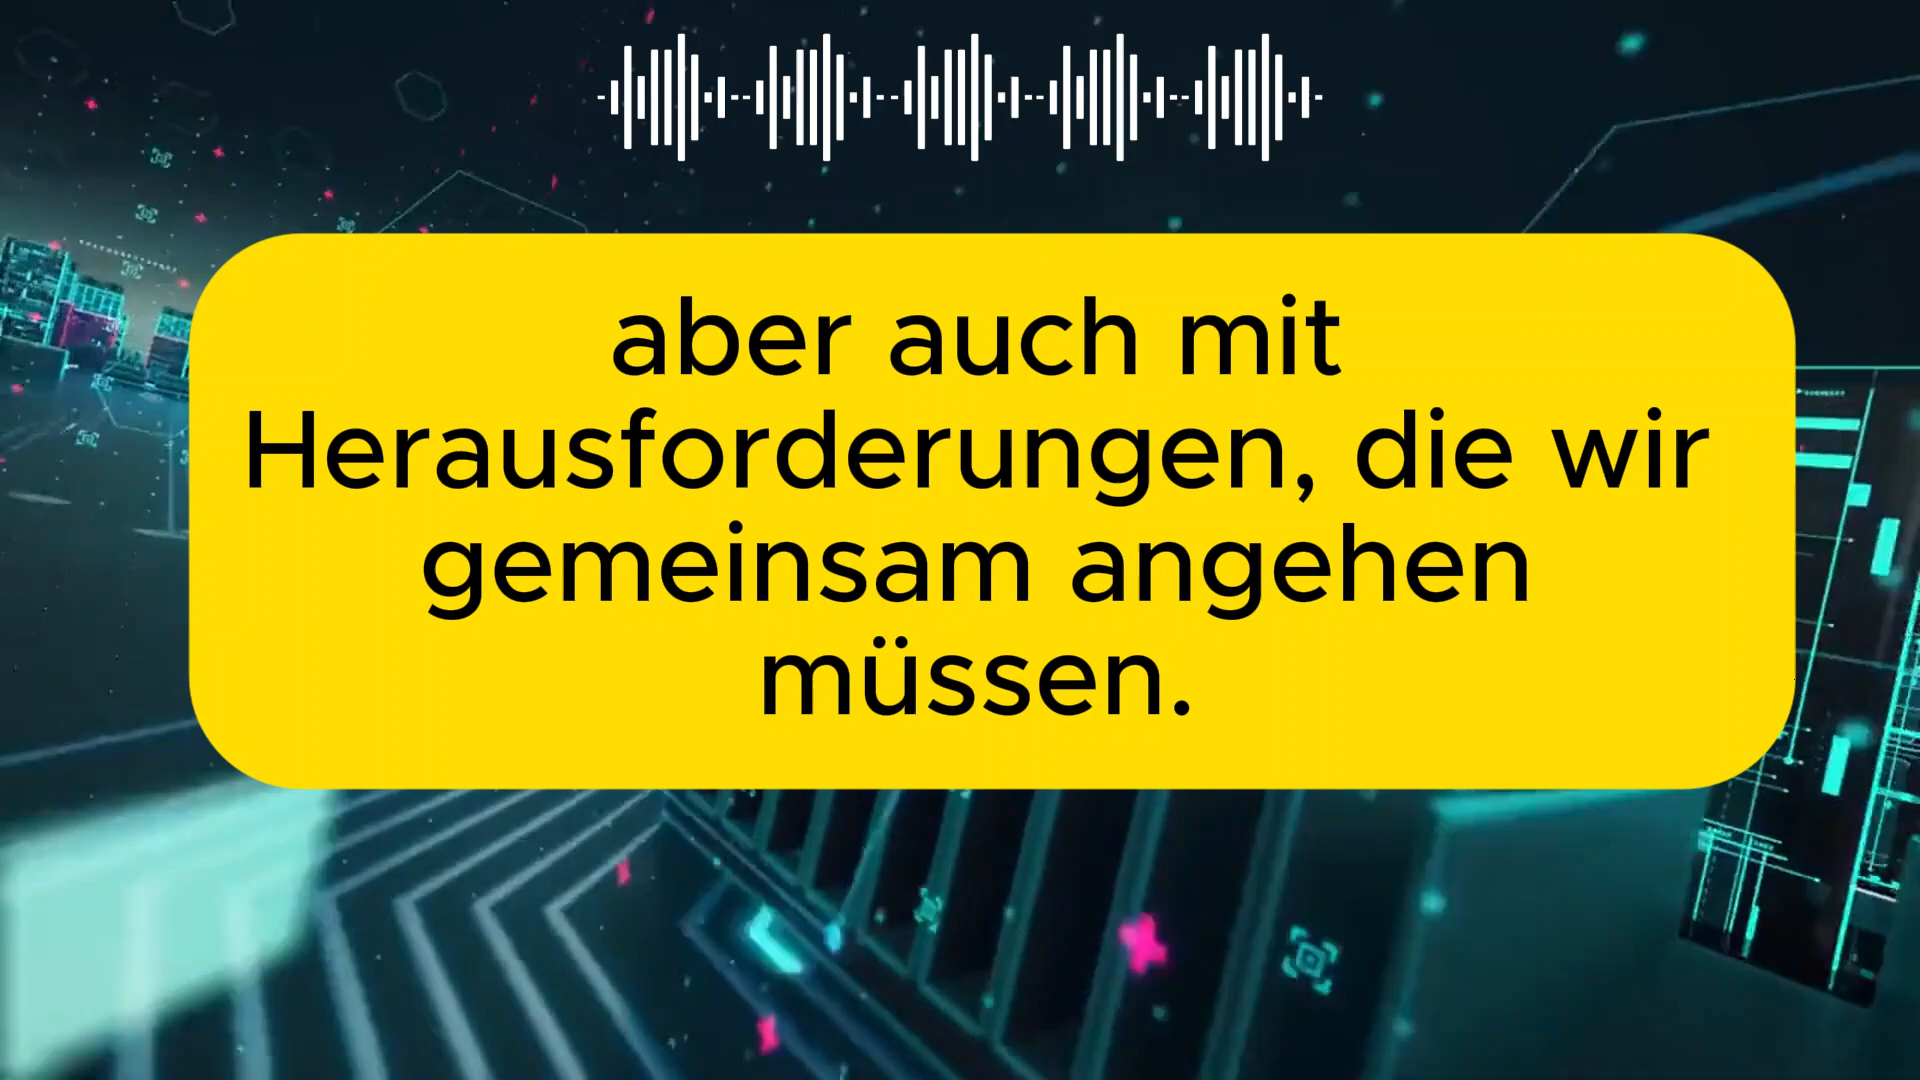 aber auch mit
Herausforderungen, die wir
gemeinsam angehen
müssen.